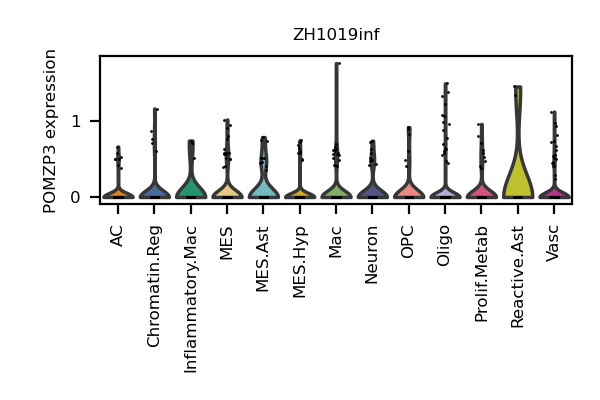 ZH1019inf
POMZP3 expression
1
0
AC
Chromatin.Reg
Inflammatory.Mac
MES
MES.Ast
MES.Hyp
Mac
Neuron
OPC
Oligo
Prolif.Metab
Reactive.Ast
Vasc